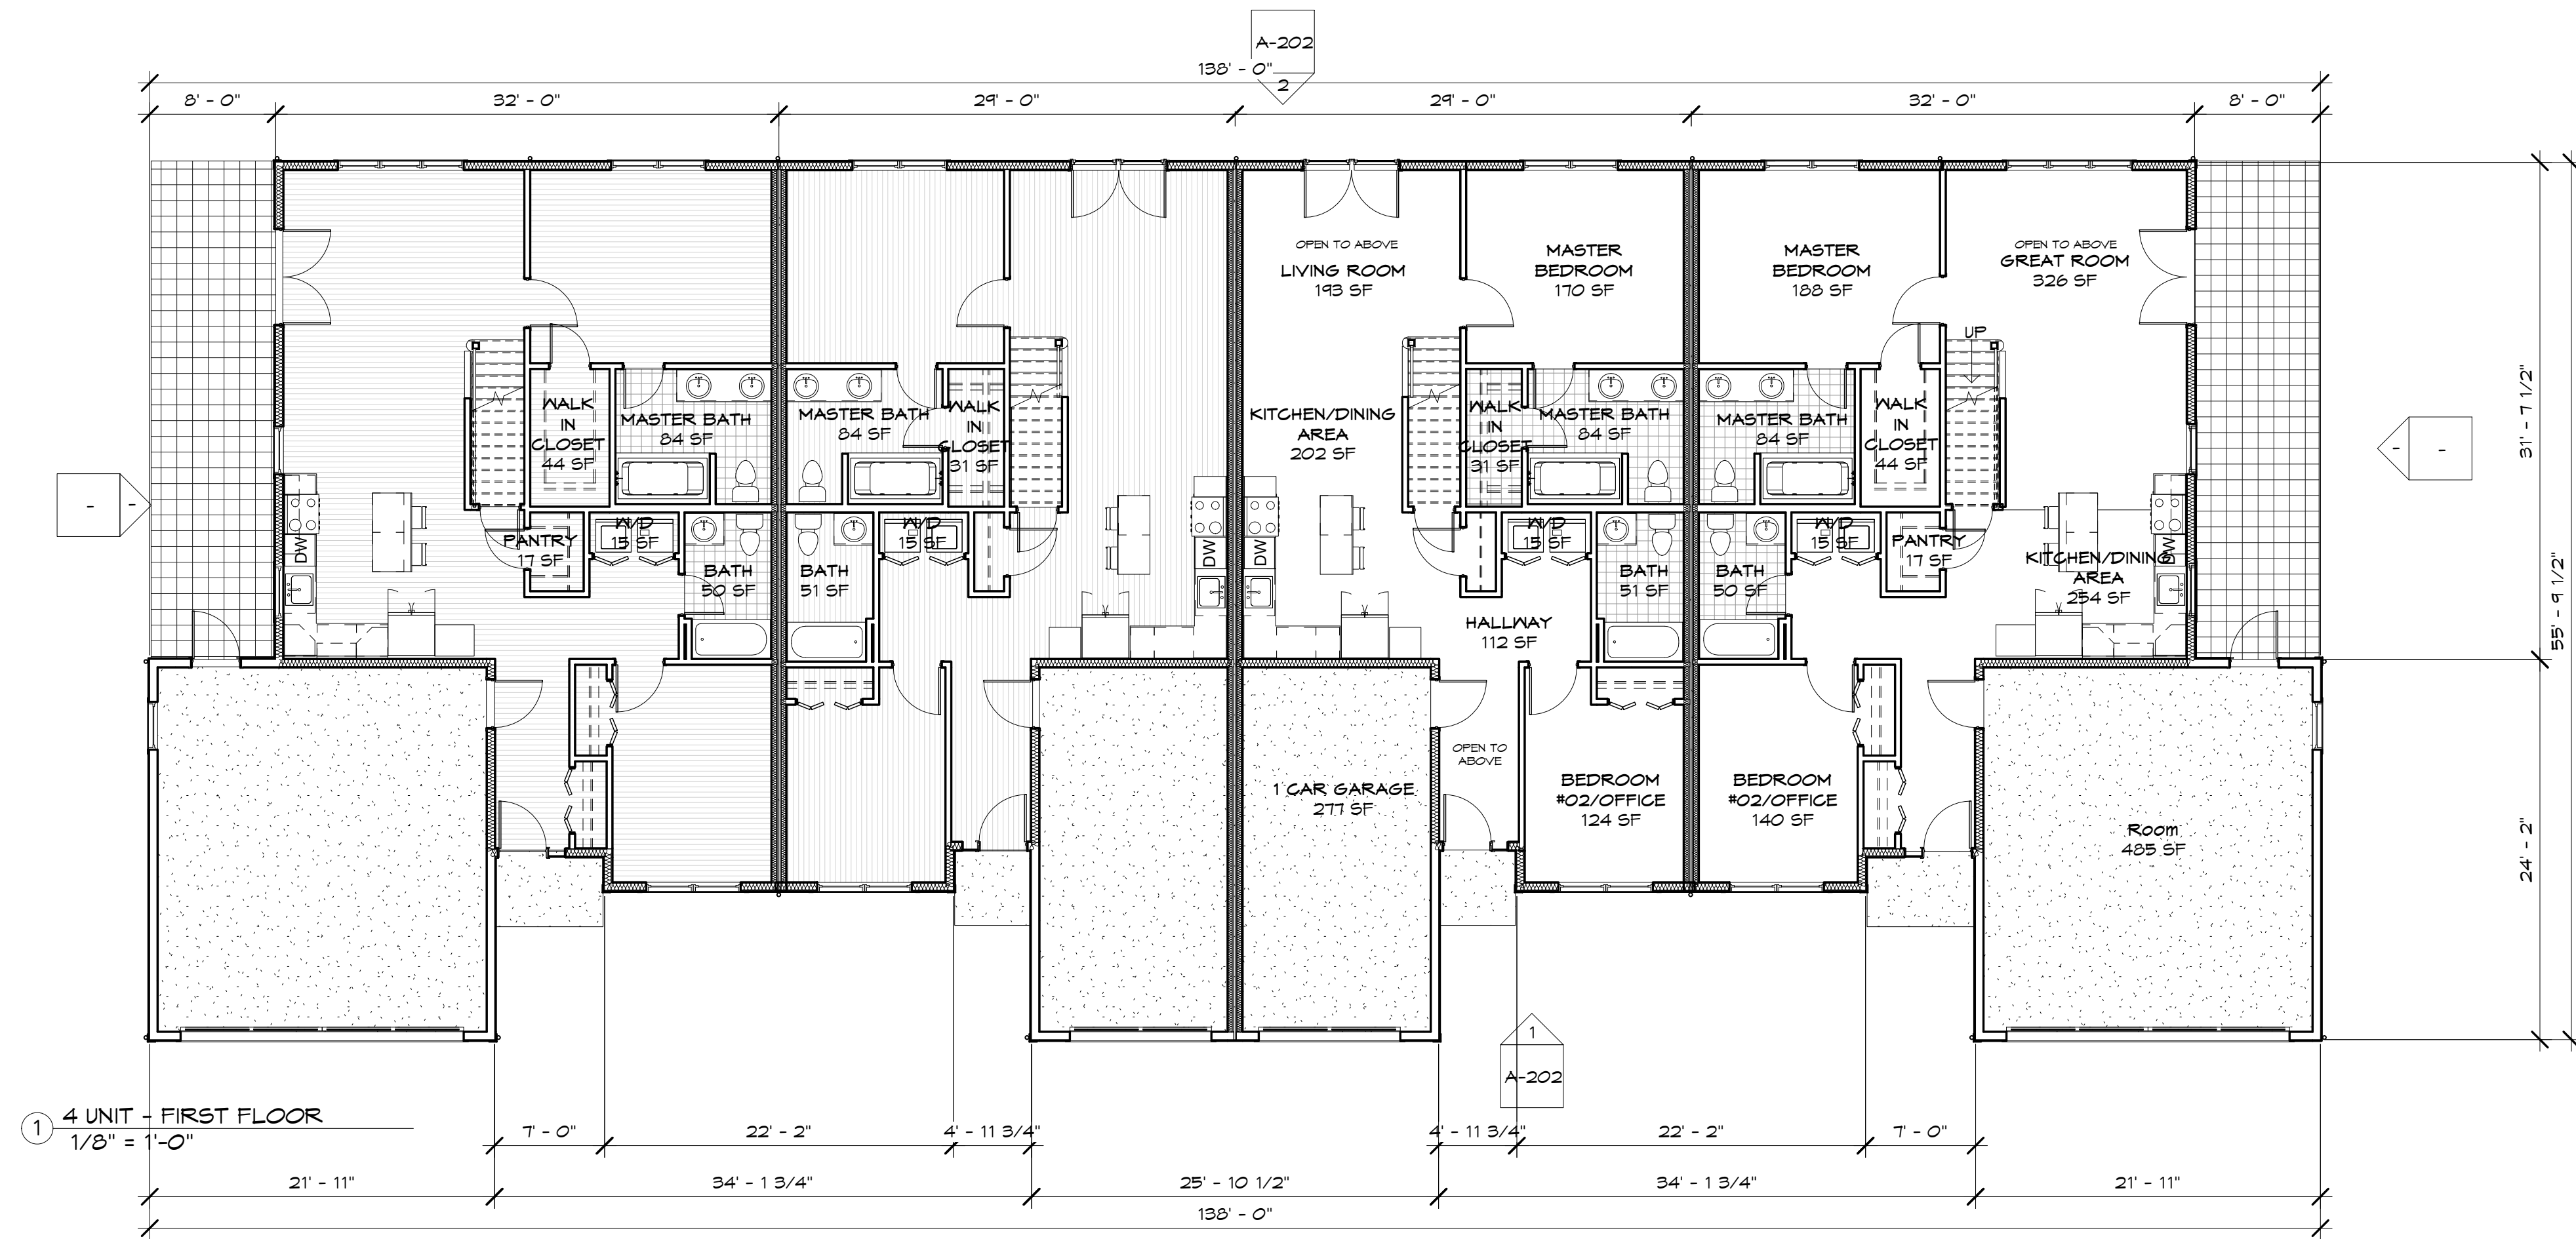 A-202
138' - 0"
2
8' - 0"
32' - 0"
29' - 0"
29' - 0"
32' - 0"
8' - 0"
OPEN TO ABOVE
LIVING ROOM
193 SF
MASTER
BEDROOM
170 SF
MASTER
BEDROOM
188 SF
OPEN TO ABOVE
GREAT ROOM
326 SF
UP
WALK
IN
CLOSET
44 SF
MASTER BATH
84 SF
MASTER BATH
84 SF
WALK
IN
CLOSET
31 SF
KITCHEN/DINING
AREA
202 SF
WALK
IN
CLOSET
31 SF
MASTER BATH
84 SF
MASTER BATH
84 SF
WALK
IN
CLOSET
44 SF
31' - 7 1/2"
-
-
-
-
DW
PANTRY
17 SF
W/D
15 SF
BATH
50 SF
BATH
51 SF
W/D
15 SF
DW
DW
W/D
15 SF
BATH
51 SF
BATH
50 SF
W/D
15 SF
PANTRY
17 SF
KITCHEN/DINING
AREA
254 SF
DW
55' - 9 1/2"
HALLWAY
112 SF
OPEN TO
ABOVE
1 CAR GARAGE
277 SF
BEDROOM
#02/OFFICE
124 SF
BEDROOM
#02/OFFICE
140 SF
Room
485 SF
24' - 2"
1
A-202
1
4 UNIT - FIRST FLOOR
1/8" = 1'-0"
7' - 0"
22' - 2"
4' - 11 3/4"
4' - 11 3/4"
22' - 2"
7' - 0"
21' - 11"
34' - 1 3/4"
25' - 10 1/2"
34' - 1 3/4"
21' - 11"
138' - 0"